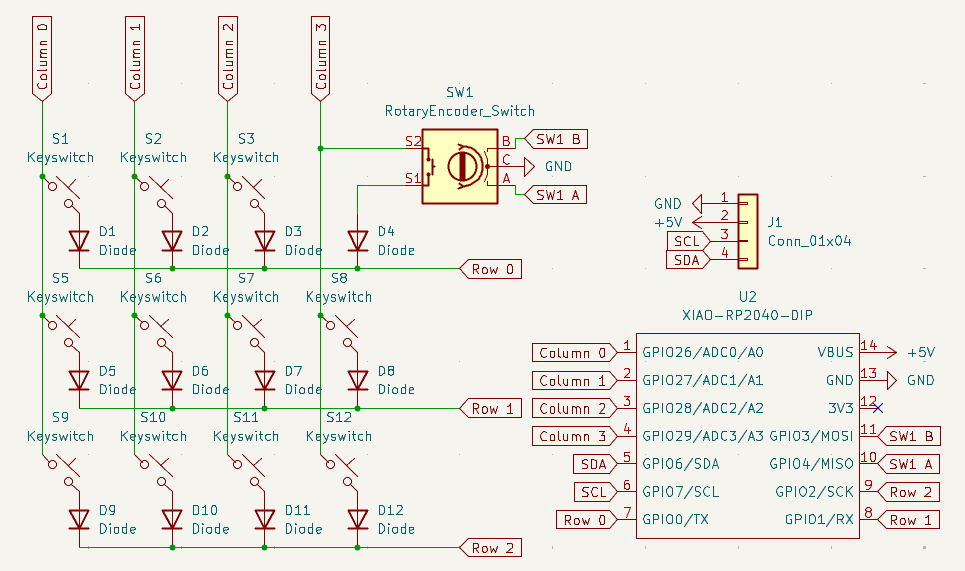 Column 0
Column 1
Column 2
Column 3
SW1
RotaryEncoder_Switch
S2
S1
B
C
A
SW1 B
GND
SW1 A
S1
Keyswitch
S2
Keyswitch
S3
Keyswitch
D1
Diode
D2
Diode
D3
Diode
D4
Diode
Row 0
S5
Keyswitch
S6
Keyswitch
S7
Keyswitch
S8
Keyswitch
D5
Diode
D6
Diode
D7
Diode
D8
Diode
Row 1
S9
Keyswitch
S10
Keyswitch
S11
Keyswitch
S12
Keyswitch
D9
Diode
D10
Diode
D11
Diode
D12
Diode
Row 2
GND
+5V
SCL
SDA
1
2
3
4
J1
Conn_01x04
U2
XIAO-RP2040-DIP
Column 0 1 GPIO26/ADC0/A0 VBUS 14 +5V
Column 1 2 GPIO27/ADC1/A1 GND 13 GND
Column 2 3 GPIO28/ADC2/A2 3V3 12
Column 3 4 GPIO29/ADC3/A3 GPIO3/MOSI 11 SW1 B
SDA 5 GPIO6/SDA GPIO4/MISO 10 SW1 A
SCL 6 GPIO7/SCL GPIO2/SCK 9 Row 2
Row 0 7 GPIO0/TX GPIO1/RX 8 Row 1